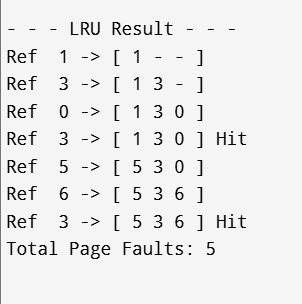 - - - LRU Result - - -
Ref  1 -> [ 1 - - ]
Ref  3 -> [ 1 3 - ]
Ref  0 -> [ 1 3 0 ]
Ref  3 -> [ 1 3 0 ] Hit
Ref  5 -> [ 5 3 0 ]
Ref  6 -> [ 5 3 6 ]
Ref  3 -> [ 5 3 6 ] Hit
Total Page Faults: 5